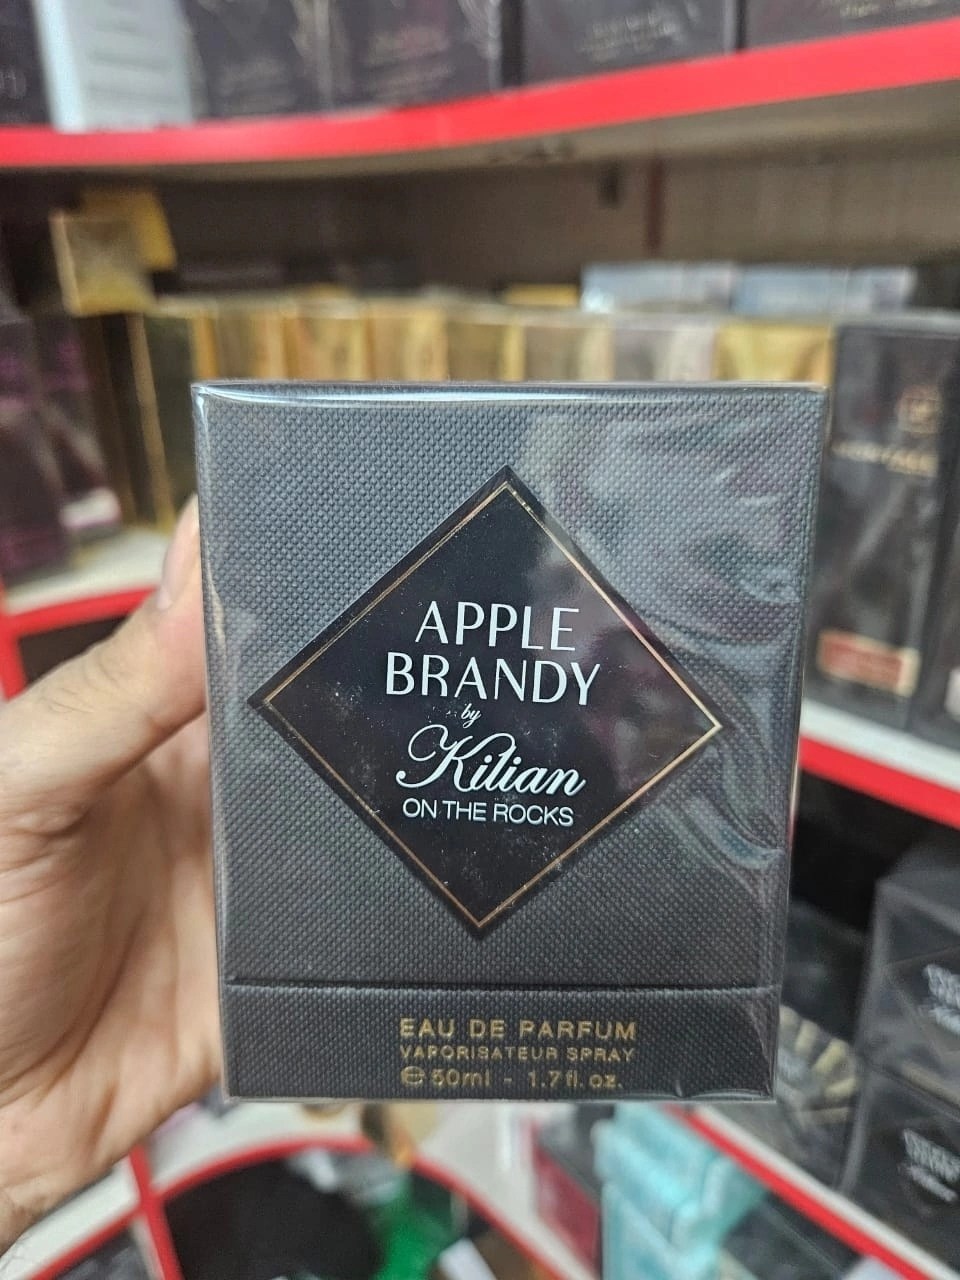 APPLE
BRANDY
by
Kilian
ON THE ROCKS
EAU DE PARFUM
VAPORISATEUR SPRAY
℮ 50ml - 1.7 fl. oz.